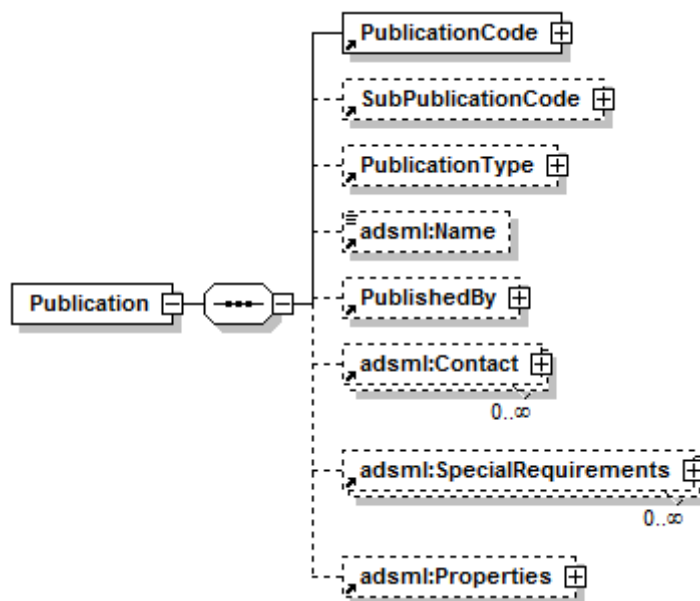 PublicationCode
SubPublicationCode
PublicationType
adsml:Name
Publication
PublishedBy
adsml:Contact
0..∞
adsml:SpecialRequirements
0..∞
adsml:Properties